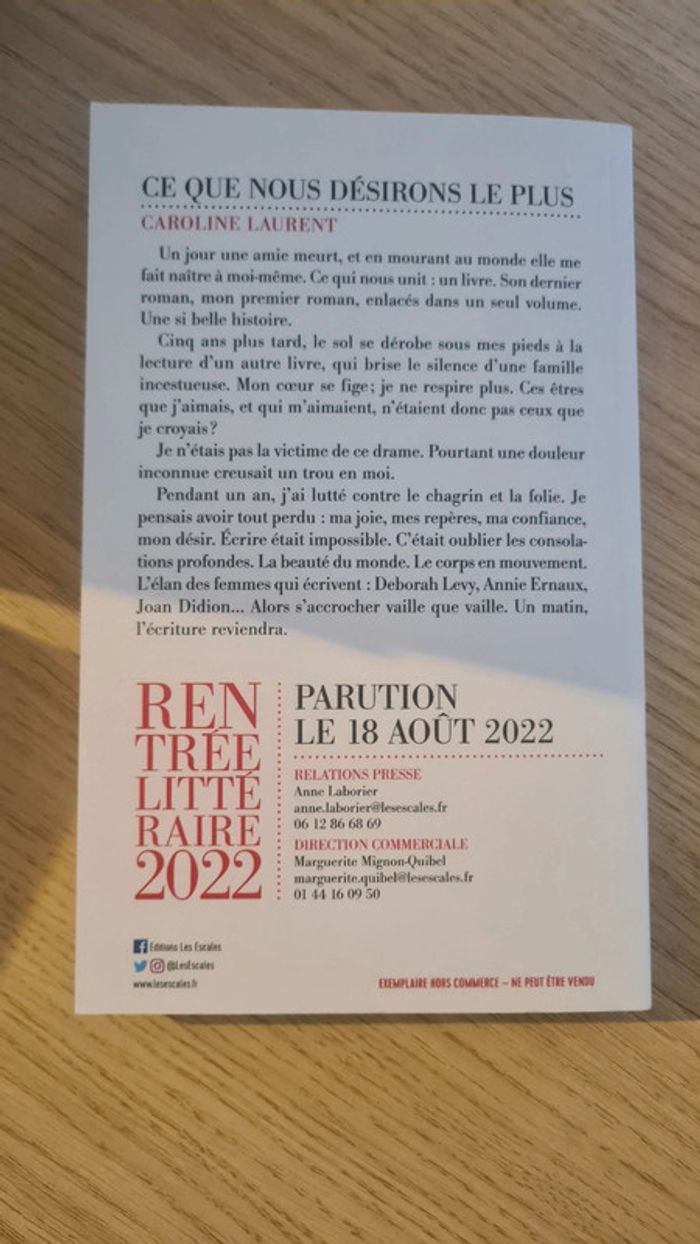 CE QUE NOUS DÉSIRONS LE PLUS
CAROLINE LAURENT
Un jour une amie meurt, et en mourant au monde elle me
fait naître à moi-même. Ce qui nous unit : un livre. Son dernier
roman, mon premier roman, enlacés dans un seul volume.
Une si belle histoire.
Cinq ans plus tard, le sol se dérobe sous mes pieds à la
lecture d'un autre livre, qui brise le silence d'une famille
incestueuse. Mon cœur se fige ; je ne respire plus. Ces êtres
que j'aimais, et qui m'aimaient, n'étaient donc pas ceux que
je croyais ?
Je n'étais pas la victime de ce drame. Pourtant une douleur
inconnue creusait un trou en moi.
Pendant un an, j'ai lutté contre le chagrin et la folie. Je
pensais avoir tout perdu : ma joie, mes repères, ma confiance,
mon désir. Écrire était impossible. C'était oublier les consola-
tions profondes. La beauté du monde. Le corps en mouvement.
L'élan des femmes qui écrivent : Deborah Levy, Annie Ernaux,
Joan Didion... Alors s'accrocher vaille que vaille. Un matin,
l'écriture reviendra.
REN
TRÉE
LITTÉ
RAIRE
2022
PARUTION
LE 18 AOÛT 2022
RELATIONS PRESSE
Anne Laborier
anne.laborier@lesescales.fr
06 12 86 68 69
DIRECTION COMMERCIALE
Marguerite Mignon-Quibel
marguerite.quibel@lesescales.fr
01 44 16 09 50
Editions Les Escales
@LesEscales
www.lesescales.fr
EXEMPLAIRE HORS COMMERCE – NE PEUT ÊTRE VENDU